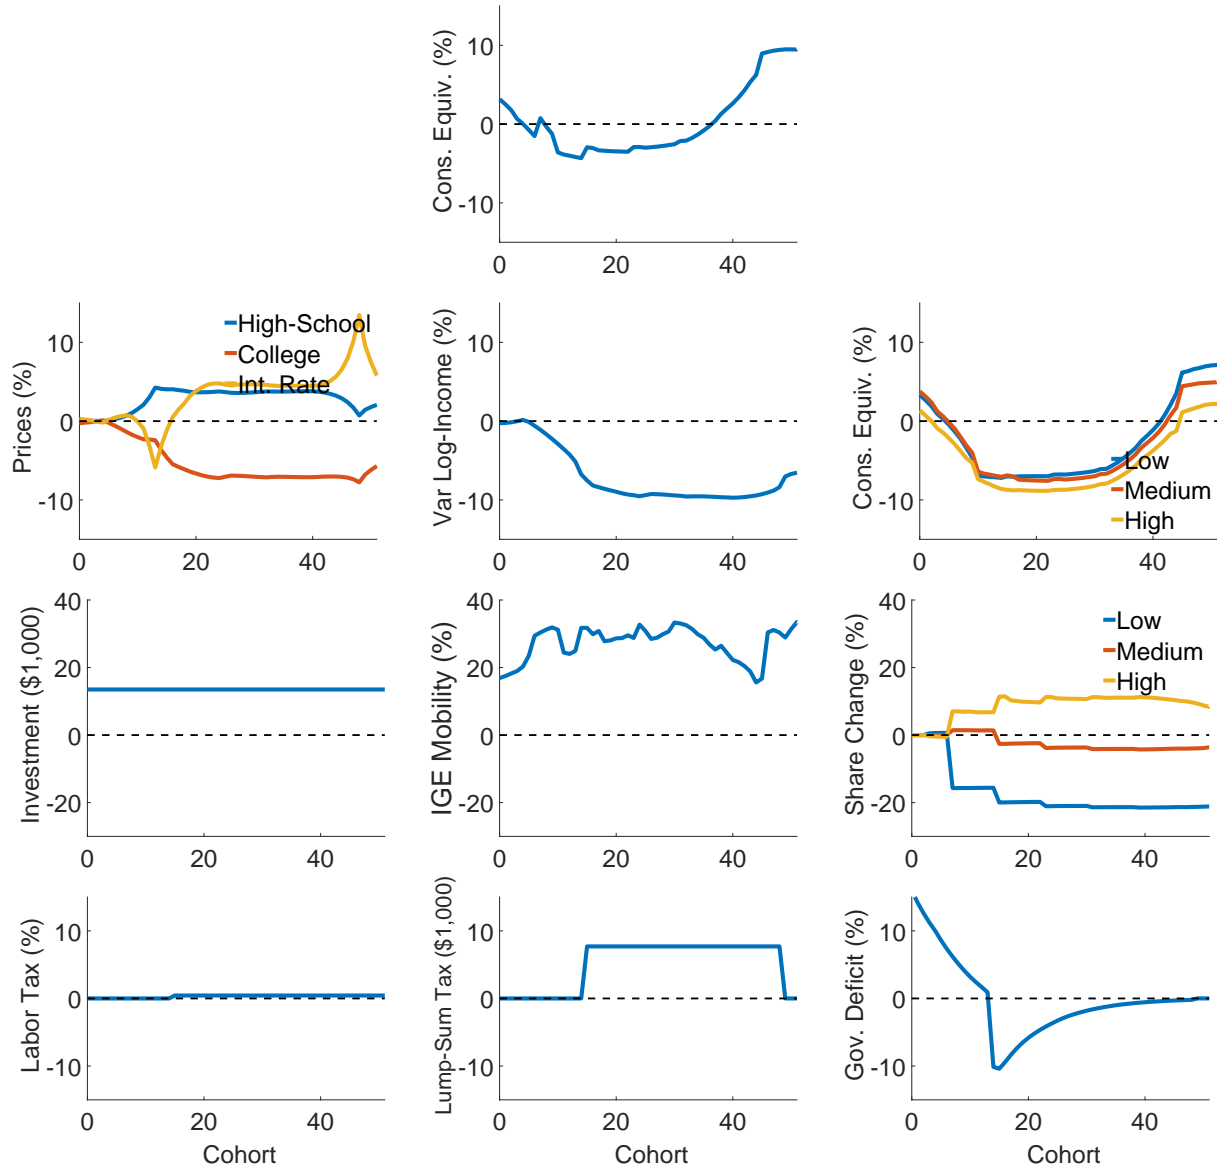 Cons. Equiv. (%)
10
0
-10
0
20
40
Prices (%)
10
0
-10
0
20
40
High-School
College
Int. Rate
Var Log-Income (%)
10
0
-10
0
20
40
Cons. Equiv. (%)
10
0
-10
0
20
40
Low
Medium
High
Investment ($1,000)
40
20
0
-20
0
20
40
IGE Mobility (%)
40
20
0
-20
0
20
40
Share Change (%)
40
20
0
-20
0
20
40
Low
Medium
High
Labor Tax (%)
10
0
-10
0
20
40
Cohort
Lump-Sum Tax ($1,000)
10
0
-10
0
20
40
Cohort
Gov. Deficit (%)
10
0
-10
0
20
40
Cohort